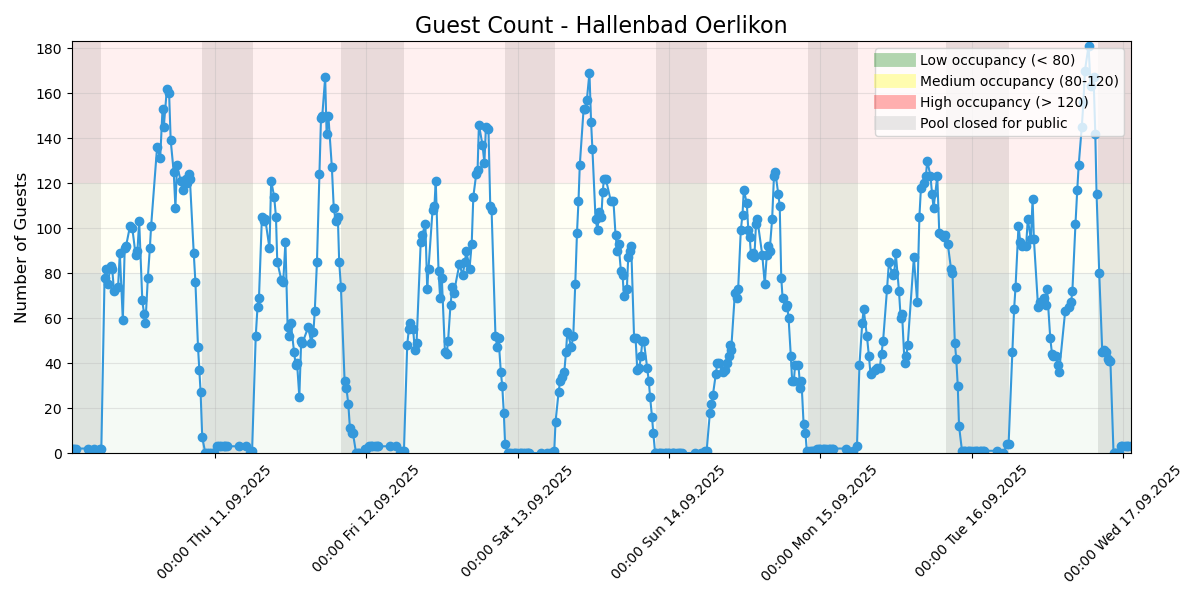 Guest Count - Hallenbad Oerlikon
Number of Guests
180
160
140
120
100
80
60
40
20
0
Low occupancy (< 80)
Medium occupancy (80-120)
High occupancy (> 120)
Pool closed for public
00:00 Thu 11.09.2025
00:00 Fri 12.09.2025
00:00 Sat 13.09.2025
00:00 Sun 14.09.2025
00:00 Mon 15.09.2025
00:00 Tue 16.09.2025
00:00 Wed 17.09.2025